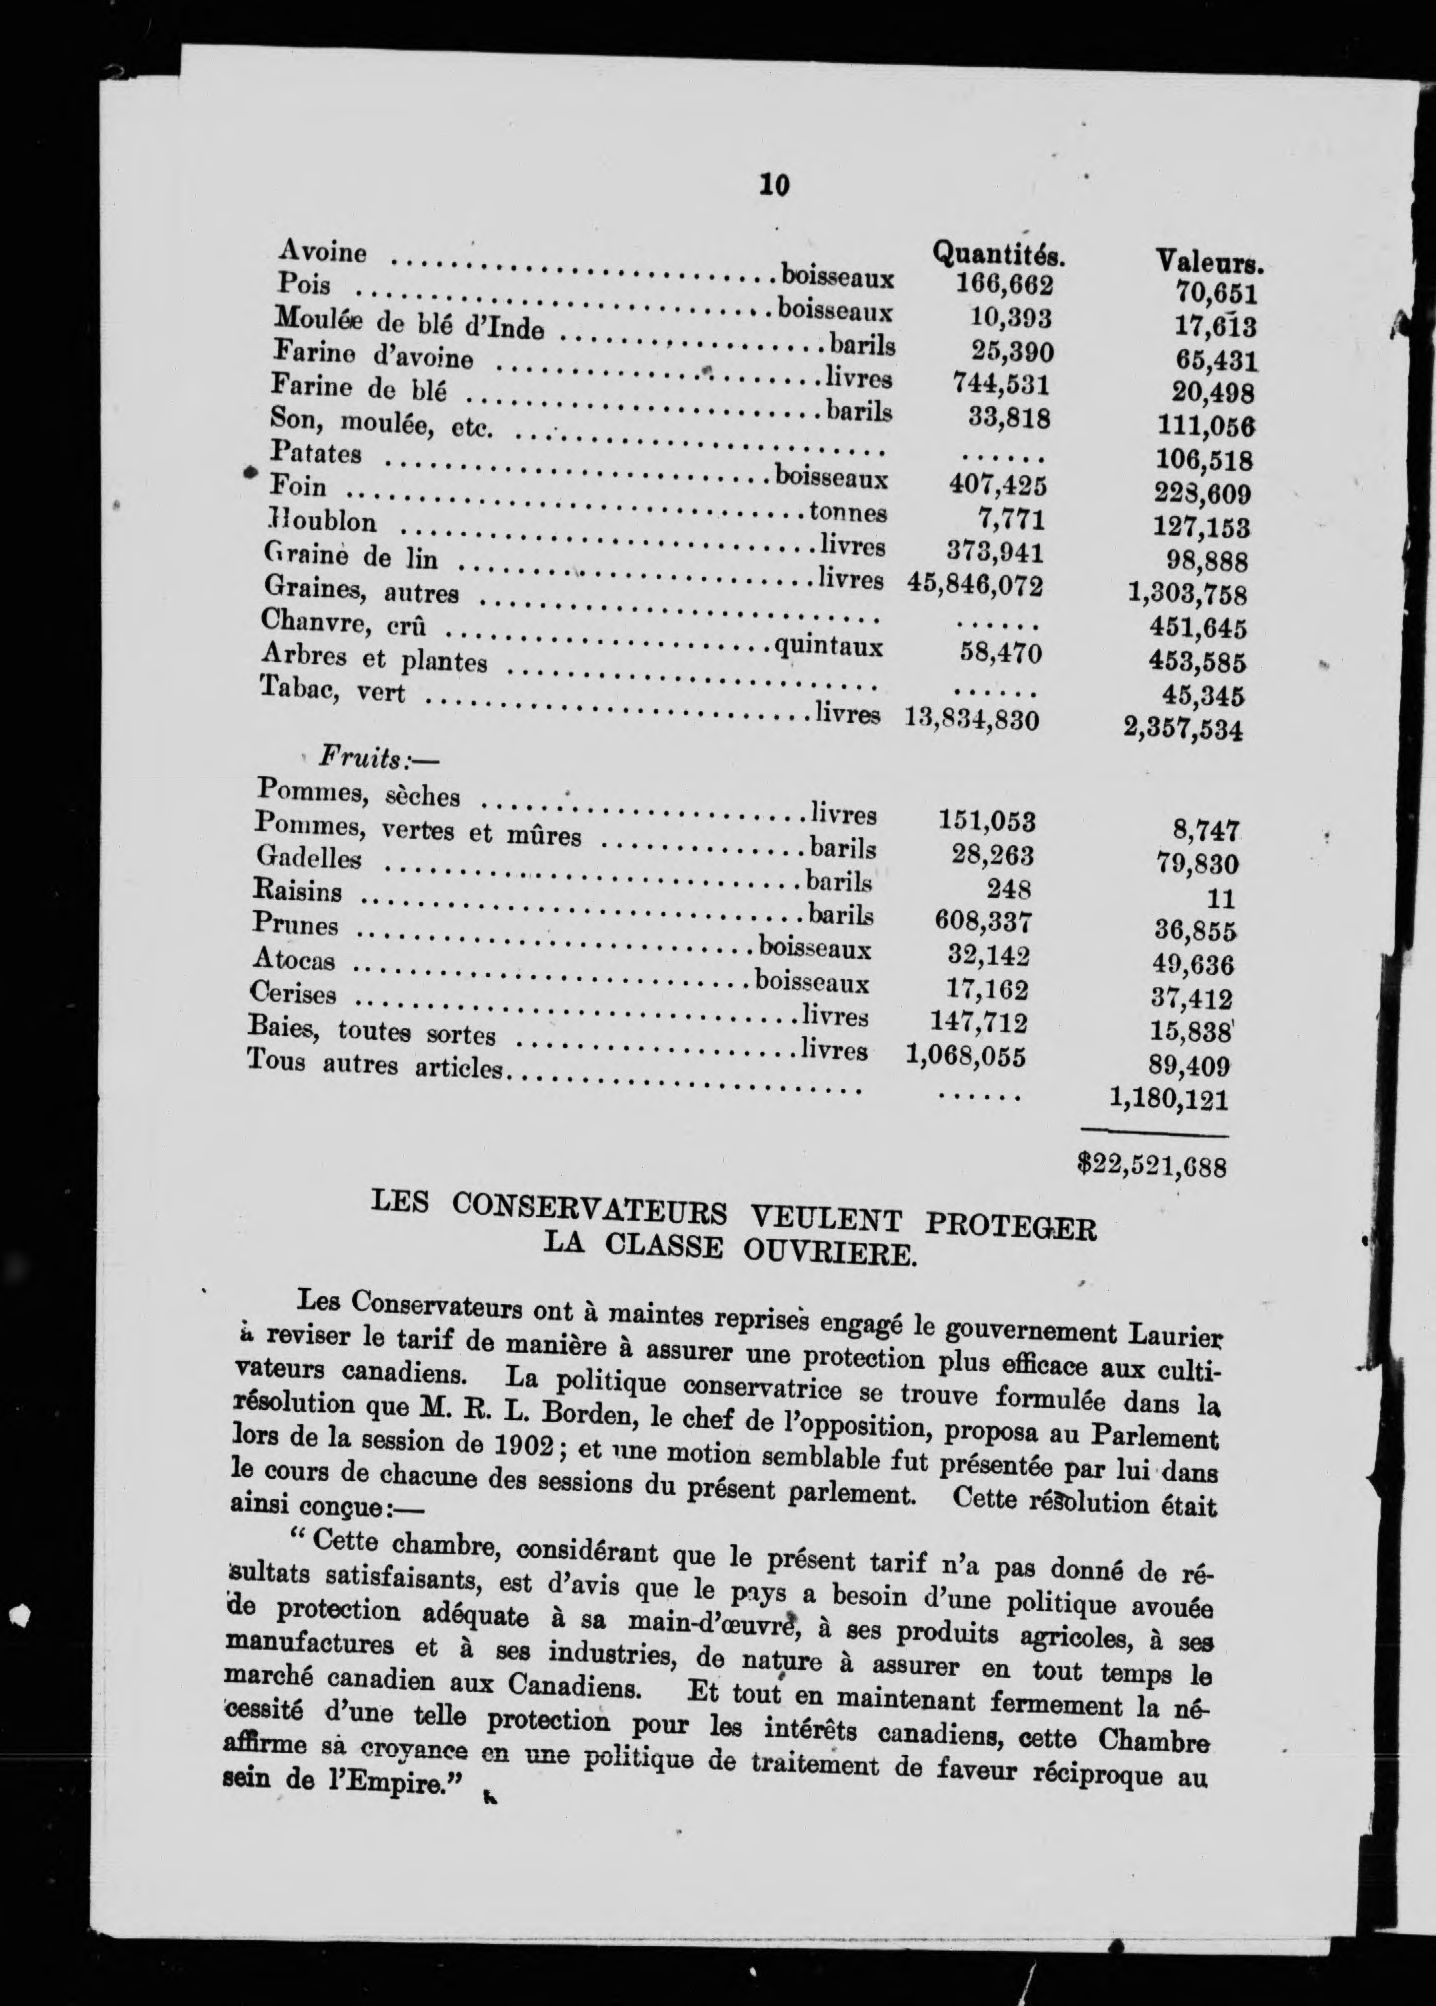 10
Quantités. Valeurs.
Avoine ..........................boisseaux 166,662 70,651
Pois ............................boisseaux 10,393 17,613
Moulée de blé d'Inde ..................barils 25,390 65,431
Farine d'avoine ......................livres 744,531 20,498
Farine de blé ........................barils 33,818 111,056
Son, moulée, etc. ......................... ...... 106,518
Patates ..........................boisseaux 407,425 228,609
Foin ...............................tonnes 7,771 127,153
Houblon ............................livres 373,941 98,888
Graine de lin ........................livres 45,846,072 1,303,758
Graines, autres ........................... ...... 451,645
Chanvre, crû ......................quintaux 58,470 453,585
Arbres et plantes ......................... ...... 45,345
Tabac, vert ..........................livres 13,834,830 2,357,534
Fruits:—
Pommes, sèches ......................livres 151,053 8,747
Pommes, vertes et mûres ..............barils 28,263 79,830
Gadelles ............................barils 248 11
Raisins ..............................barils 608,337 36,855
Prunes ...........................boisseaux 32,142 49,636
Atocas ...........................boisseaux 17,162 37,412
Cerises ..............................livres 147,712 15,838
Baies, toutes sortes ...................livres 1,068,055 89,409
Tous autres articles........................ ...... 1,180,121
$22,521,688
LES CONSERVATEURS VEULENT PROTEGER
LA CLASSE OUVRIERE.
Les Conservateurs ont à maintes reprises engagé le gouvernement Laurier
à reviser le tarif de manière à assurer une protection plus efficace aux culti-
vateurs canadiens. La politique conservatrice se trouve formulée dans la
résolution que M. R. L. Borden, le chef de l'opposition, proposa au Parlement
lors de la session de 1902; et une motion semblable fut présentée par lui dans
le cours de chacune des sessions du présent parlement. Cette résolution était
ainsi conçue:—
“ Cette chambre, considérant que le présent tarif n'a pas donné de ré-
sultats satisfaisants, est d'avis que le pays a besoin d'une politique avouée
de protection adéquate à sa main-d'œuvre, à ses produits agricoles, à ses
manufactures et à ses industries, de nature à assurer en tout temps le
marché canadien aux Canadiens. Et tout en maintenant fermement la né-
cessité d'une telle protection pour les intérêts canadiens, cette Chambre
affirme sa croyance en une politique de traitement de faveur réciproque au
sein de l'Empire.”